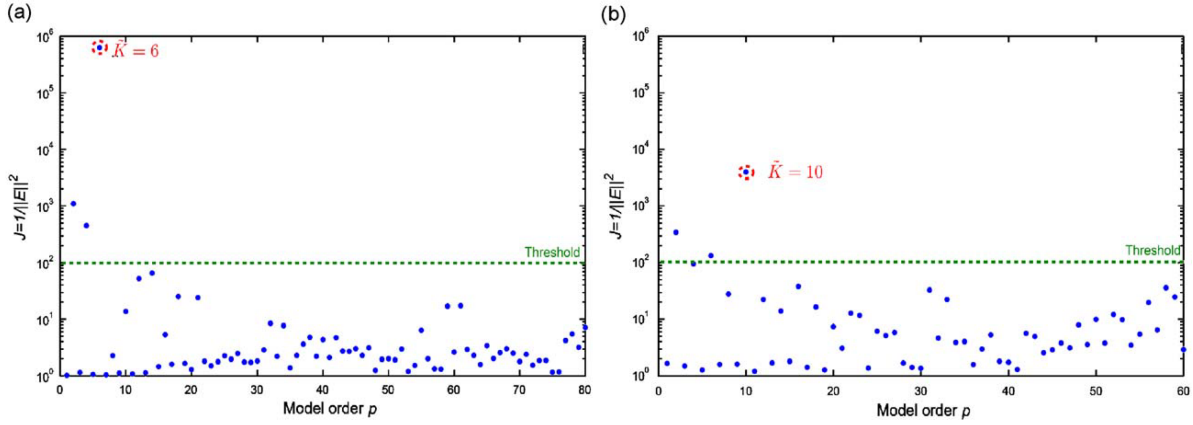 (a)
10^6
10^5
10^4
10^3
10^2
10^1
10^0
J=1/||E||^2
K̃ = 6
Threshold
0 10 20 30 40 50 60 70 80
Model order p
(b)
10^6
10^5
10^4
10^3
10^2
10^1
10^0
J=1/||E||^2
K̃ = 10
Threshold
0 10 20 30 40 50 60
Model order p